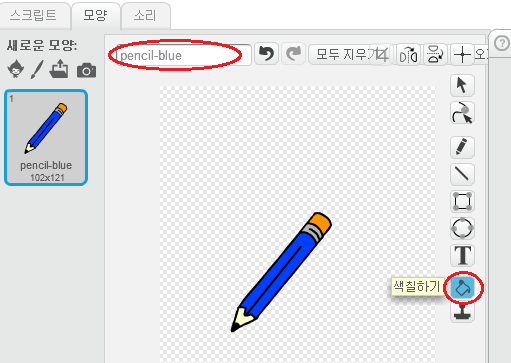 스크립트 모양 소리
새로운 모양:
pencil-blue
모두 지우기
1
pencil-blue
102x121
T
색칠하기
?